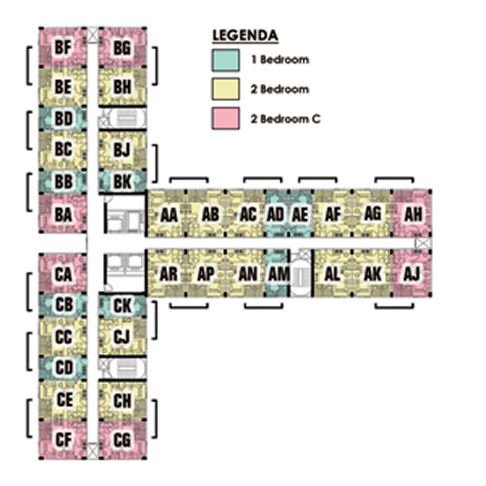 LEGENDA
1 Bedroom
2 Bedroom
2 Bedroom C
BF BG
BE BH
BD
BC BJ
BB BK
BA
AA AB AC AD AE AF AG AH
AR AP AN AM AL AK AJ
CA
CB CK
CC CJ
CD
CE CH
CF CG